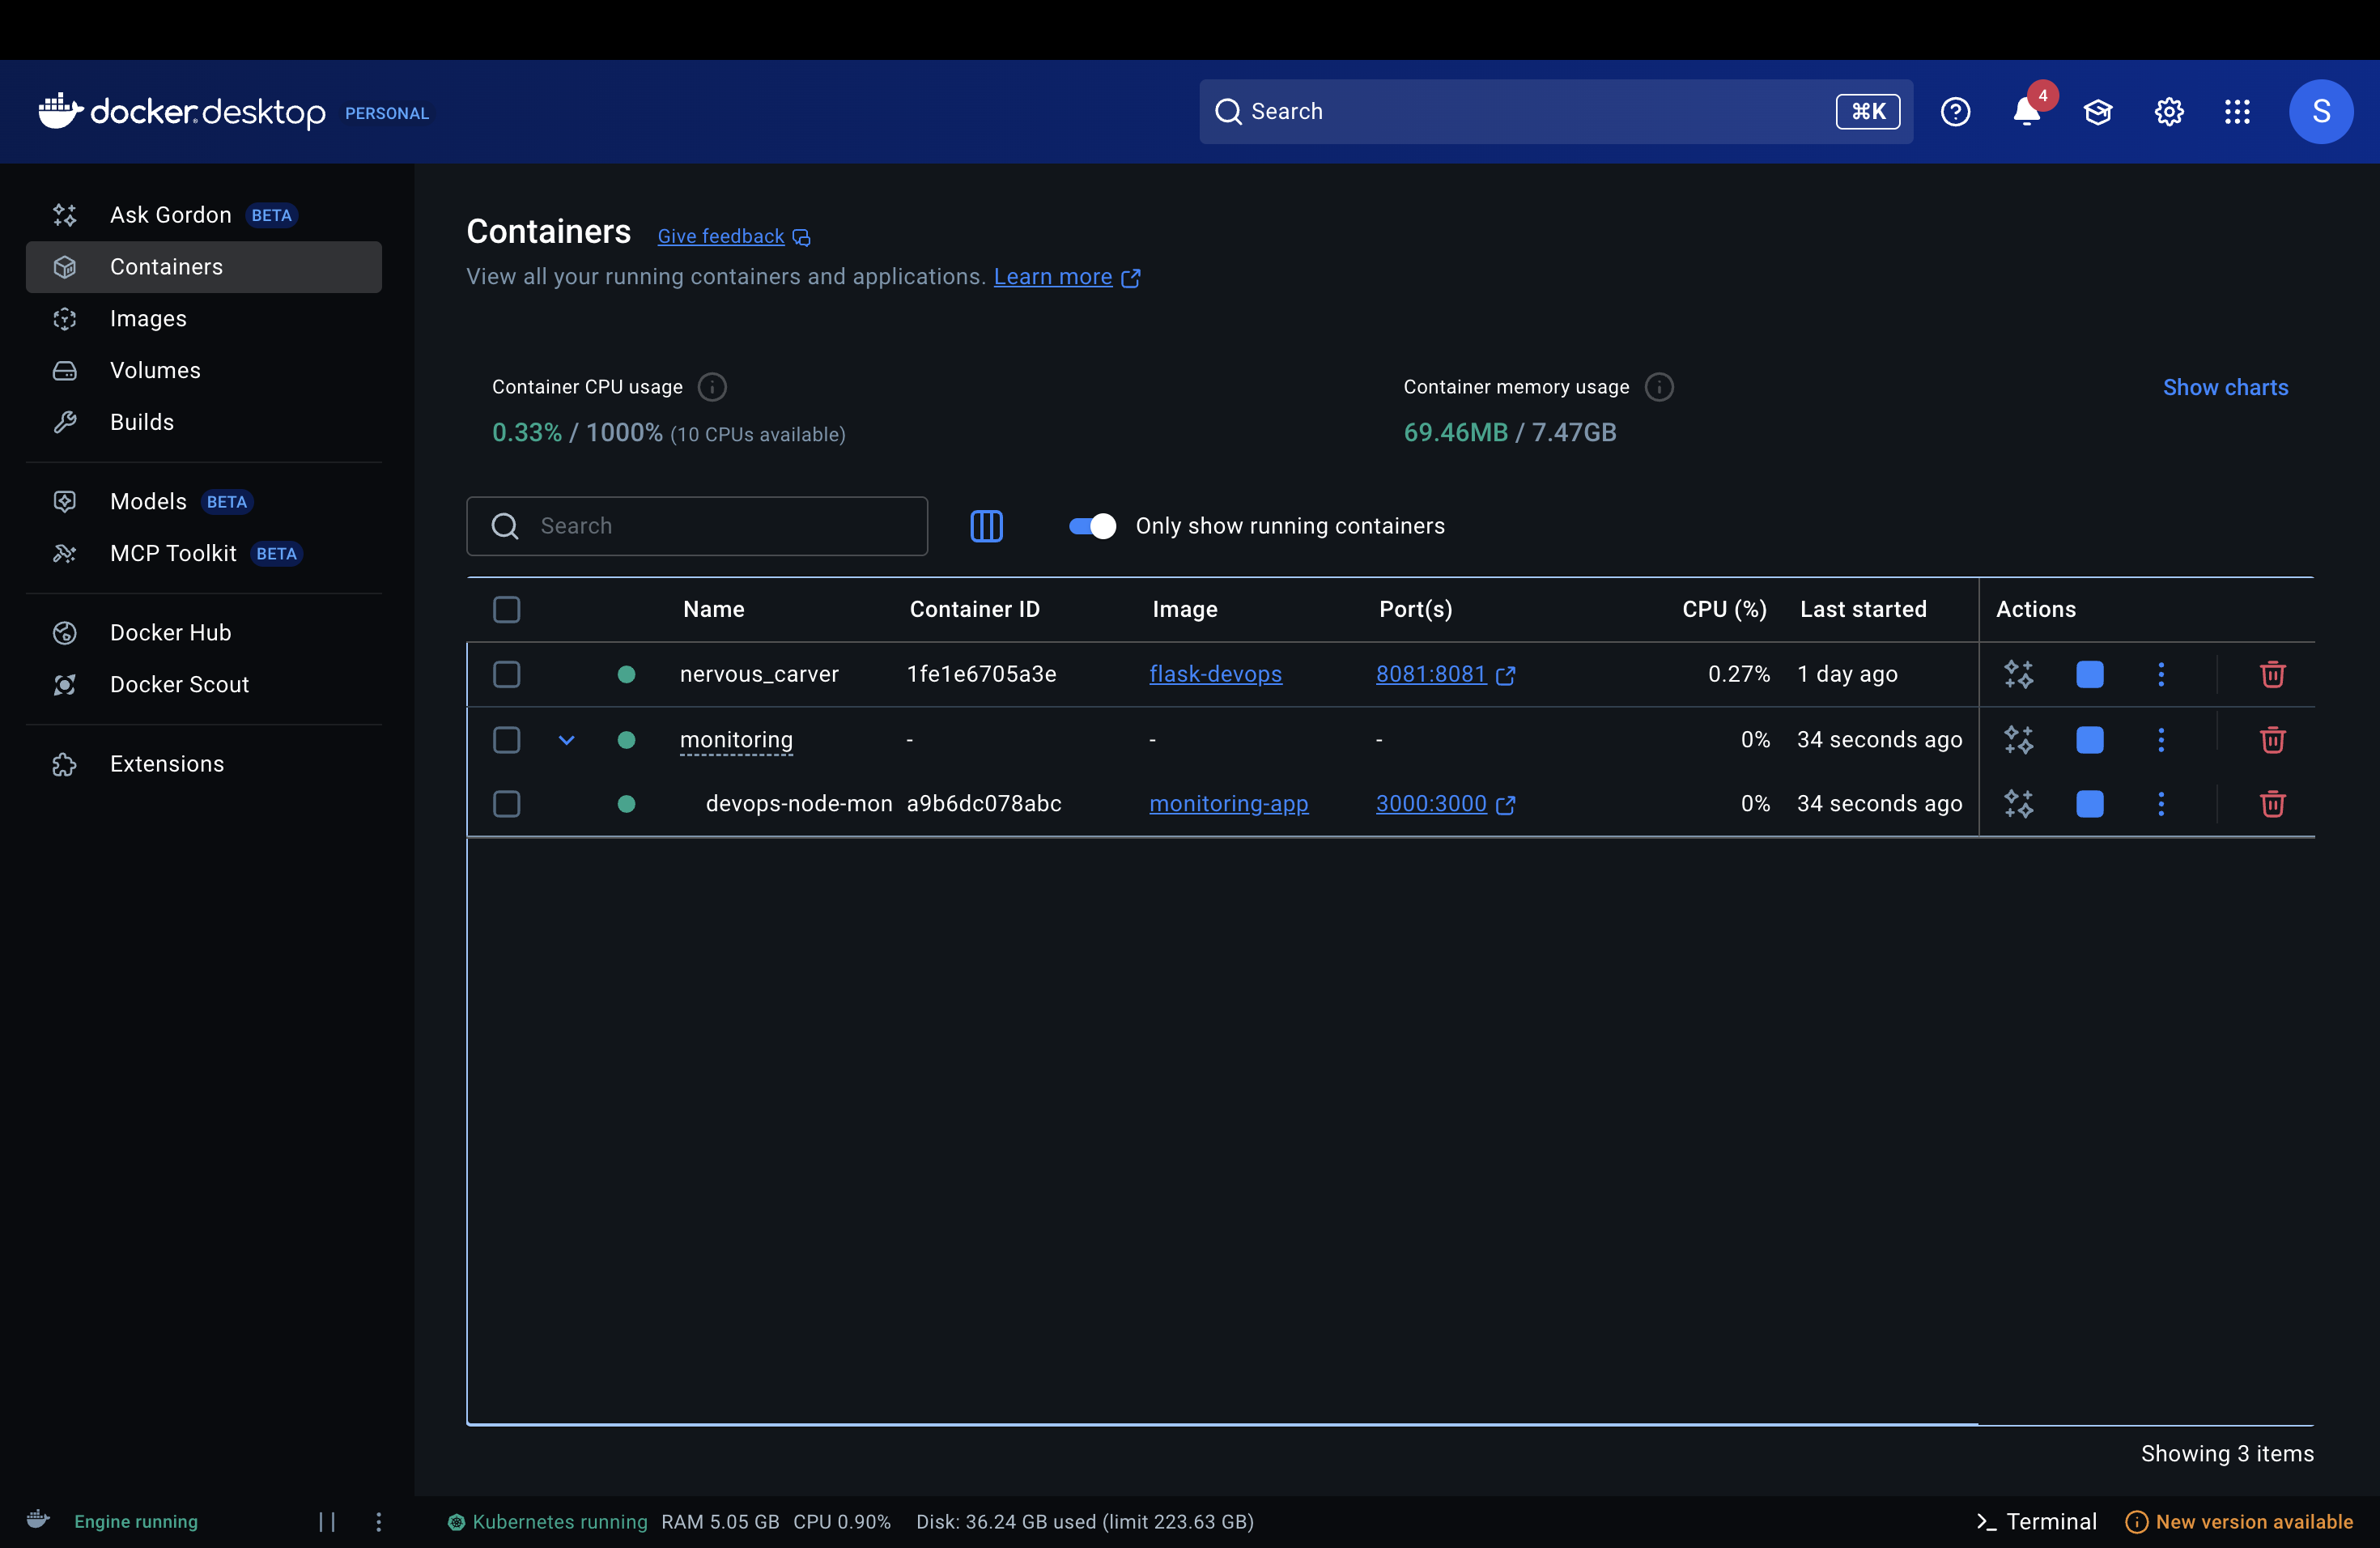 docker.desktop PERSONAL
Search ⌘K
4
S
Ask Gordon BETA
Containers
Images
Volumes
Builds
Models BETA
MCP Toolkit BETA
Docker Hub
Docker Scout
Extensions
Containers Give feedback
View all your running containers and applications. Learn more
Container CPU usage
0.33% / 1000% (10 CPUs available)
Container memory usage
69.46MB / 7.47GB
Show charts
Search
Only show running containers
Name Container ID Image Port(s) CPU (%) Last started Actions
nervous_carver 1fe1e6705a3e flask-devops 8081:8081 0.27% 1 day ago
monitoring - - - 0% 34 seconds ago
devops-node-mon a9b6dc078abc monitoring-app 3000:3000 0% 34 seconds ago
Showing 3 items
Engine running
Kubernetes running RAM 5.05 GB CPU 0.90% Disk: 36.24 GB used (limit 223.63 GB)
>_ Terminal
New version available